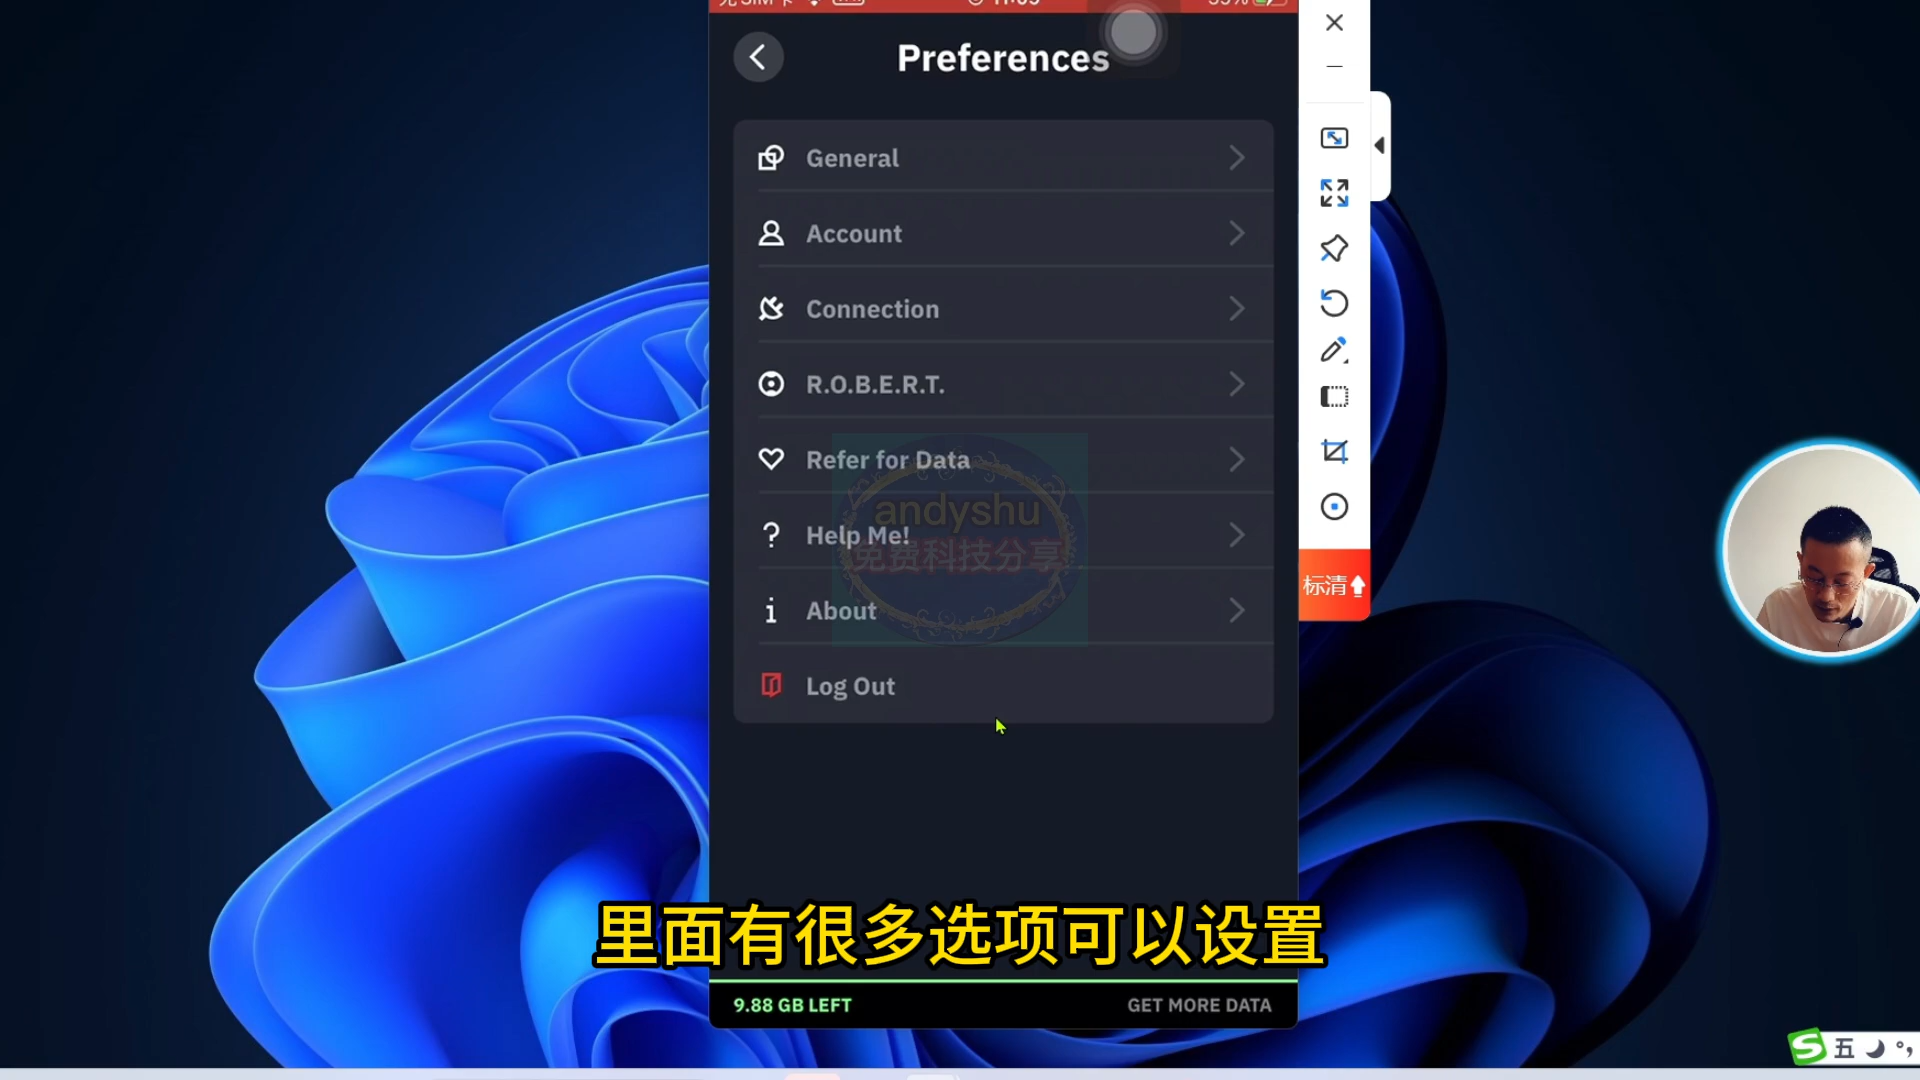 Preferences
General
Account
Connection
R.O.B.E.R.T.
Refer for Data
andyshu
Help Me!
免费科技分享
About
标清
Log Out
里面有很多选项可以设置
9.88 GB LEFT
GET MORE DATA
五